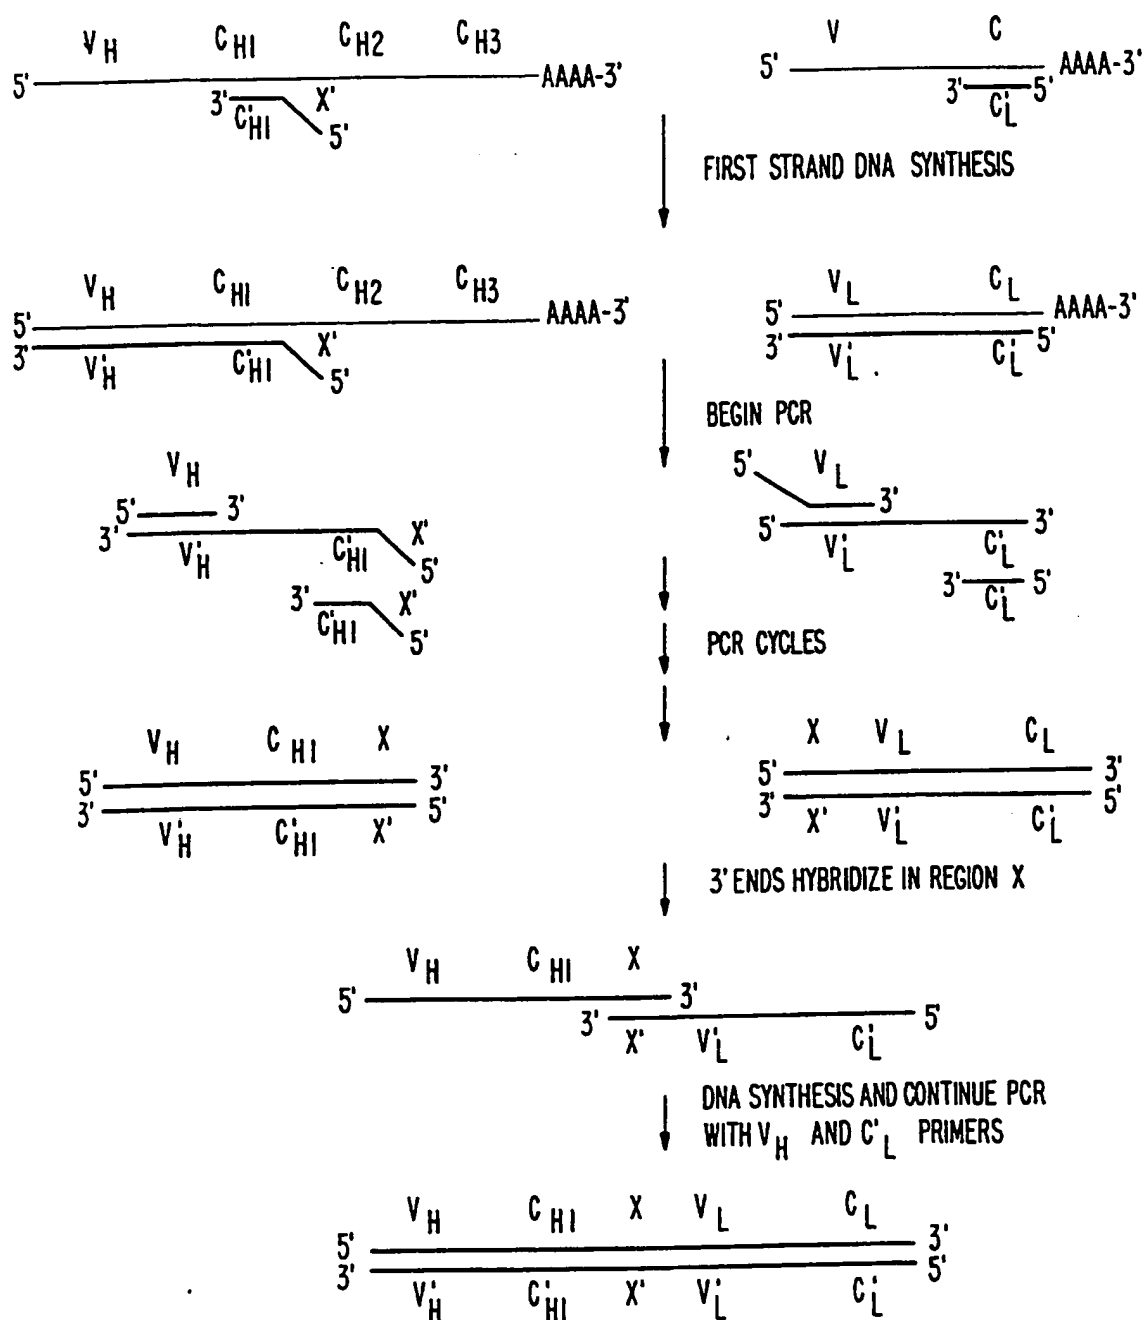 V H C H1 C H2 C H3
5' AAAA-3'
3' C'H1 X' 5'
V C
5' AAAA-3'
3' C'L 5'
FIRST STRAND DNA SYNTHESIS
V H C H1 C H2 C H3
5' AAAA-3'
3' V'H C'H1 X' 5'
V L C L
5' AAAA-3'
3' V'L C'L 5'
BEGIN PCR
V H
5' 3'
3' V'H C'H1 X' 5'
3' C'H1 X' 5'
5' V L 3'
5' V'L C'L 3'
3' C'L 5'
PCR CYCLES
V H C H1 X
5' 3'
3' 5'
V'H C'H1 X'
X V L C L
5' 3'
3' 5'
X' V'L C'L
3' ENDS HYBRIDIZE IN REGION X
V H C H1 X
5' 3'
3' 5'
X' V'L C'L
DNA SYNTHESIS AND CONTINUE PCR
WITH V H AND C'L PRIMERS
V H C H1 X V L C L
5' 3'
3' 5'
V'H C'H1 X' V'L C'L